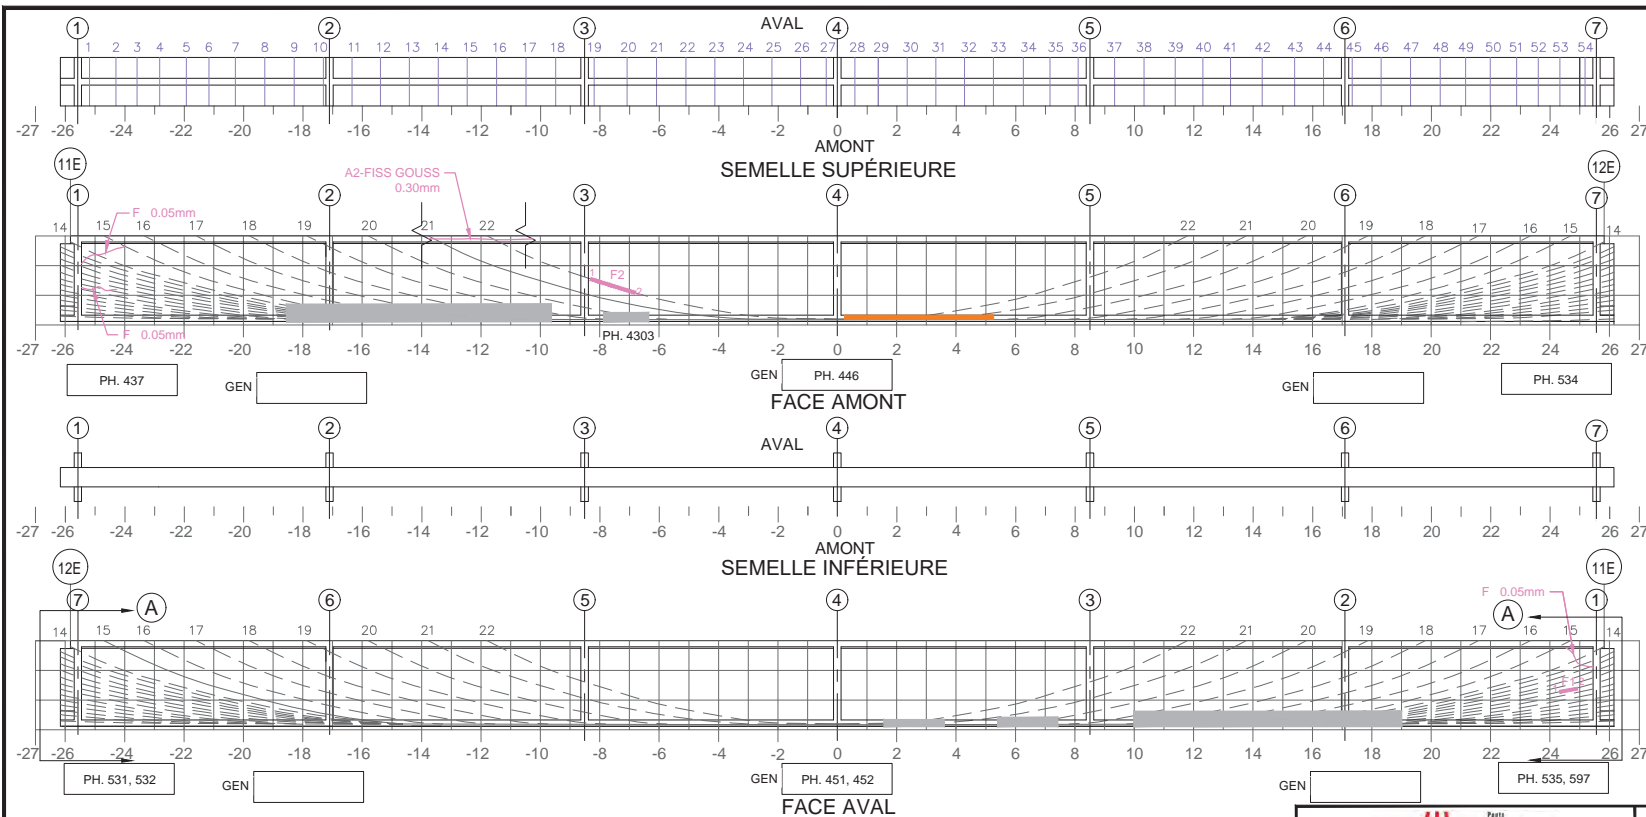 AVAL
1 2 3 4 5 6 7
1 2 3 4 5 6 7 8 9 10 11 12 13 14 15 16 17 18 19 20 21 22 23 24 25 26 27 28 29 30 31 32 33 34 35 36 37 38 39 40 41 42 43 44 45 46 47 48 49 50 51 52 53 54
-27 -26 -24 -22 -20 -18 -16 -14 -12 -10 -8 -6 -4 -2 0 2 4 6 8 10 12 14 16 18 20 22 24 26 27
AMONT
SEMELLE SUPÉRIEURE
11E 12E
A2-FISS GOUSS
0.30mm
1 2 3 4 5 6 7
F 0.05mm
14 15 16 17 18 19 20 21 22 22 21 20 19 18 17 16 15 14
1 F2
2
F 0.05mm
PH. 4303
-27 -26 -24 -22 -20 -18 -16 -14 -12 -10 -8 -6 -4 -2 0 2 4 6 8 10 12 14 16 18 20 22 24 26 27
PH. 437
GEN
GEN PH. 446
GEN
PH. 534
FACE AMONT
AVAL
1 2 3 4 5 6 7
-27 -26 -24 -22 -20 -18 -16 -14 -12 -10 -8 -6 -4 -2 0 2 4 6 8 10 12 14 16 18 20 22 24 26 27
AMONT
SEMELLE INFÉRIEURE
12E 11E
7 6 5 4 3 2 1
A A
F 0.05mm
14 15 16 17 18 19 20 21 22 22 21 20 19 18 17 16 15 14
-27 -26 -24 -22 -20 -18 -16 -14 -12 -10 -8 -6 -4 -2 0 2 4 6 8 10 12 14 16 18 20 22 24 26 27
PH. 531, 532
GEN
GEN PH. 451, 452
GEN
PH. 535, 597
FACE AVAL
Ponts